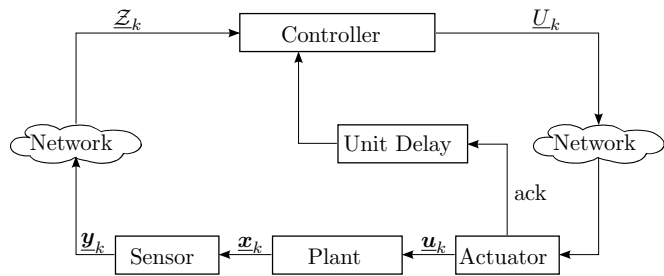 𝒵_k
Controller
U_k
Network
Unit Delay
Network
ack
y_k
Sensor
x_k
Plant
u_k
Actuator